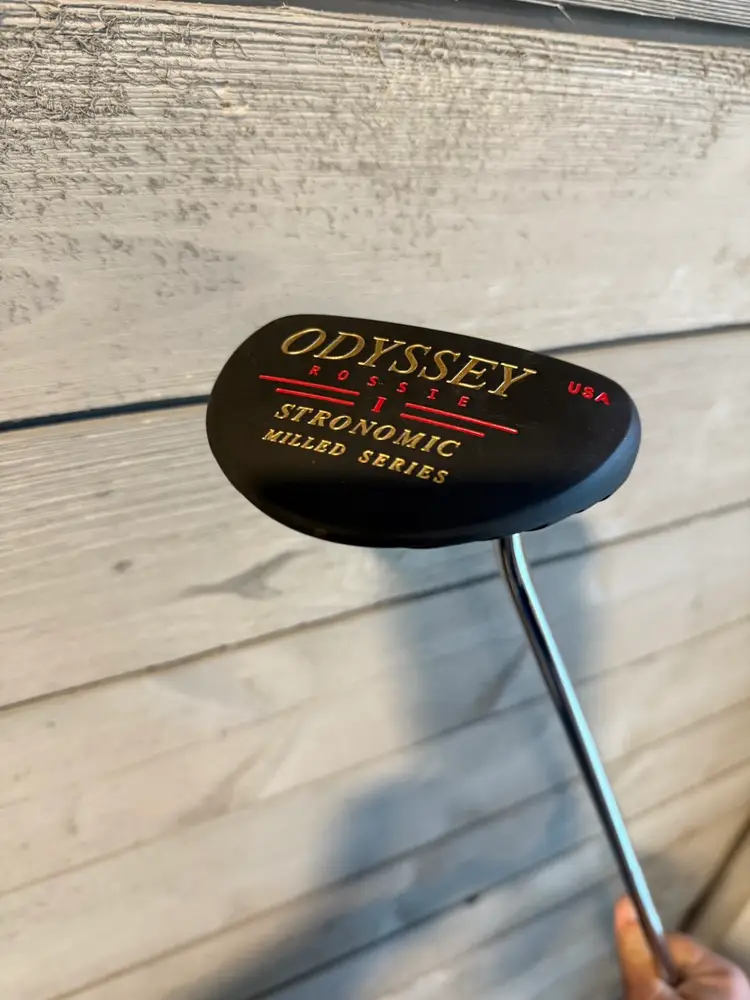 ODYSSEY
ROSSIE
USA
I
STRONOMIC
MILLED SERIES